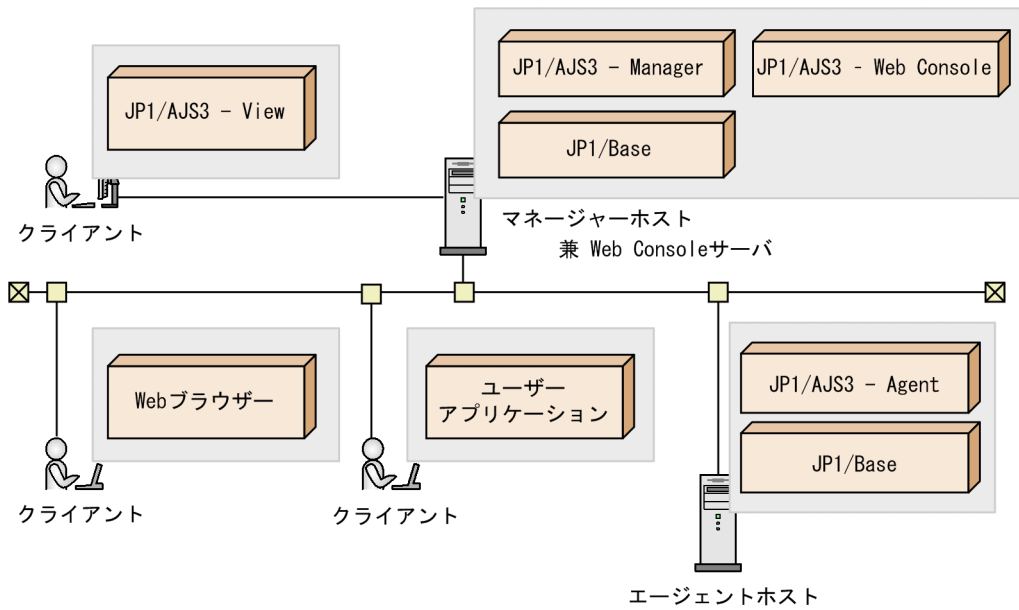 JP1/AJS3 － Manager
JP1/AJS3 - Web Console
JP1/AJS3 － View
JP1/Base
クライアント
マネージャーホスト
兼 Web Consoleサーバ
Webブラウザー
ユーザー
アプリケーション
JP1/AJS3 － Agent
JP1/Base
クライアント
クライアント
エージェントホスト